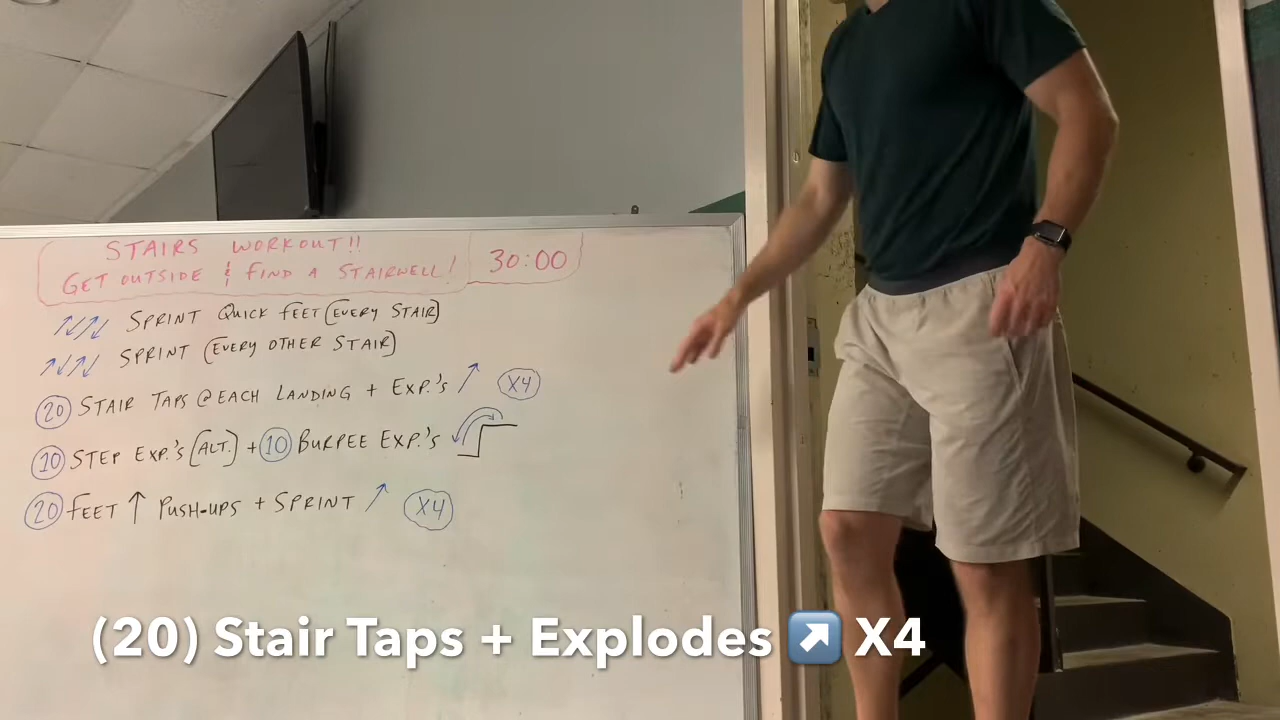 STAIRS WORKOUT!!
GET OUTSIDE & FIND A STAIRWELL! 30:00
↑↓↑↓ SPRINT QUICK FEET (EVERY STAIR)
↑↓↑↓ SPRINT (EVERY OTHER STAIR)
20 STAIR TAPS @ EACH LANDING + EXP.'S ↗ X4
10 STEP EXP.'S (ALT.) + 10 BURPEE EXP.'S
20 FEET ↑ PUSH-UPS + SPRINT ↗ X4
(20) Stair Taps + Explodes ↗ X4